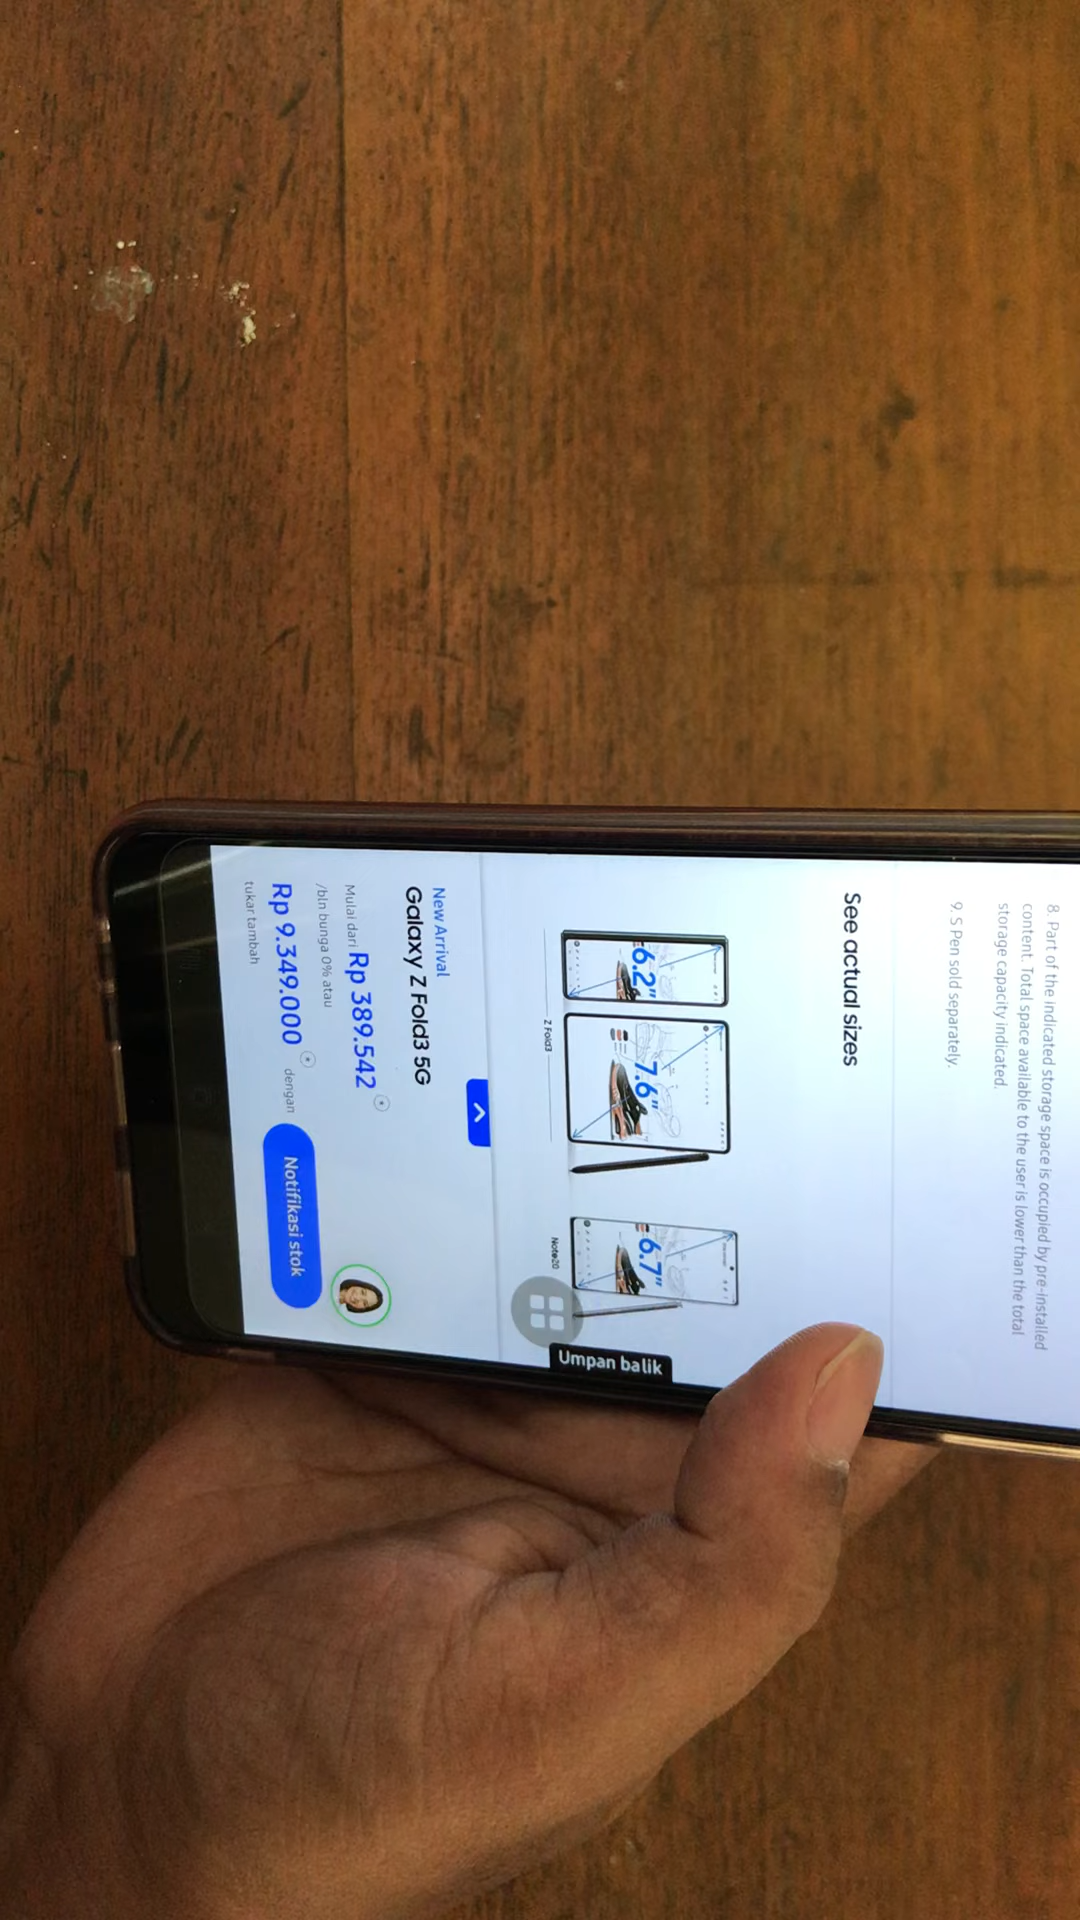 8. Part of the indicated storage space is occupied by pre-installed
content. Total space available to the user is lower than the total
storage capacity indicated.
9. S Pen sold separately.
See actual sizes
6.2"
7.6"
6.7"
Z Fold3
Note20
Umpan balik
New Arrival
Galaxy Z Fold3 5G
Mulai dari Rp 389.542
/bln bunga 0% atau
Rp 9.349.000 dengan
tukar tambah
Notifikasi stok